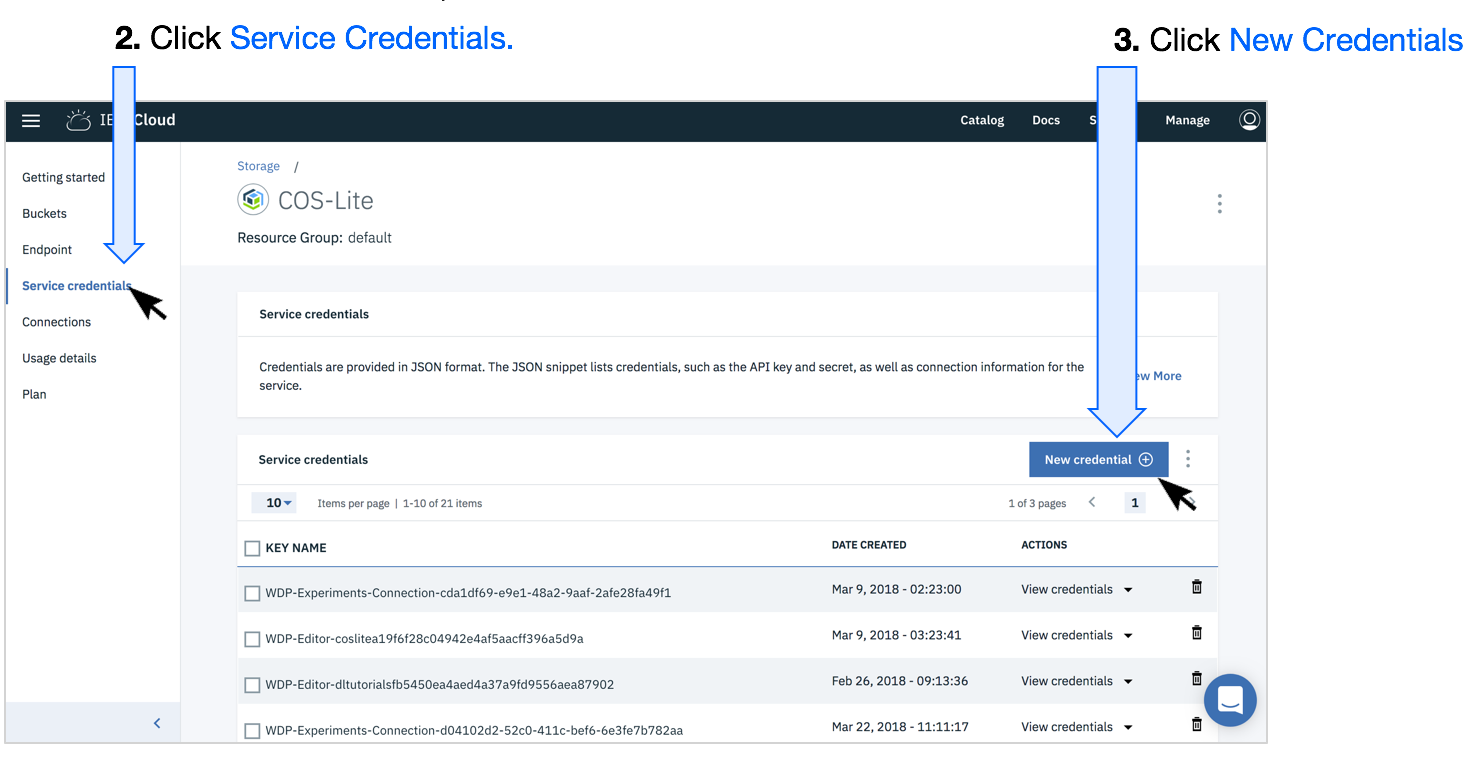 2. Click Service Credentials.
3. Click New Credentials
Cloud
Catalog Docs Manage
Getting started
Buckets
Endpoint
Service credentials
Connections
Usage details
Plan
Storage /
COS-Lite
Resource Group: default
Service credentials
Credentials are provided in JSON format. The JSON snippet lists credentials, such as the API key and secret, as well as connection information for the
service.
More
Service credentials
New credential
10 Items per page | 1-10 of 21 items
1 of 3 pages < 1
KEY NAME DATE CREATED ACTIONS
WDP-Experiments-Connection-cda1df69-e9e1-48a2-9aaf-2afe28fa49f1 Mar 9, 2018 - 02:23:00 View credentials
WDP-Editor-coslitea19f6f28c04942e4af5aacff396a5d9a Mar 9, 2018 - 03:23:41 View credentials
WDP-Editor-dltutorialsfb5450ea4aed4a37a9fd9556aea87902 Feb 26, 2018 - 09:13:36 View credentials
WDP-Experiments-Connection-d04102d2-52c0-411c-bef6-6e3fe7b782aa Mar 22, 2018 - 11:11:17 View credentials